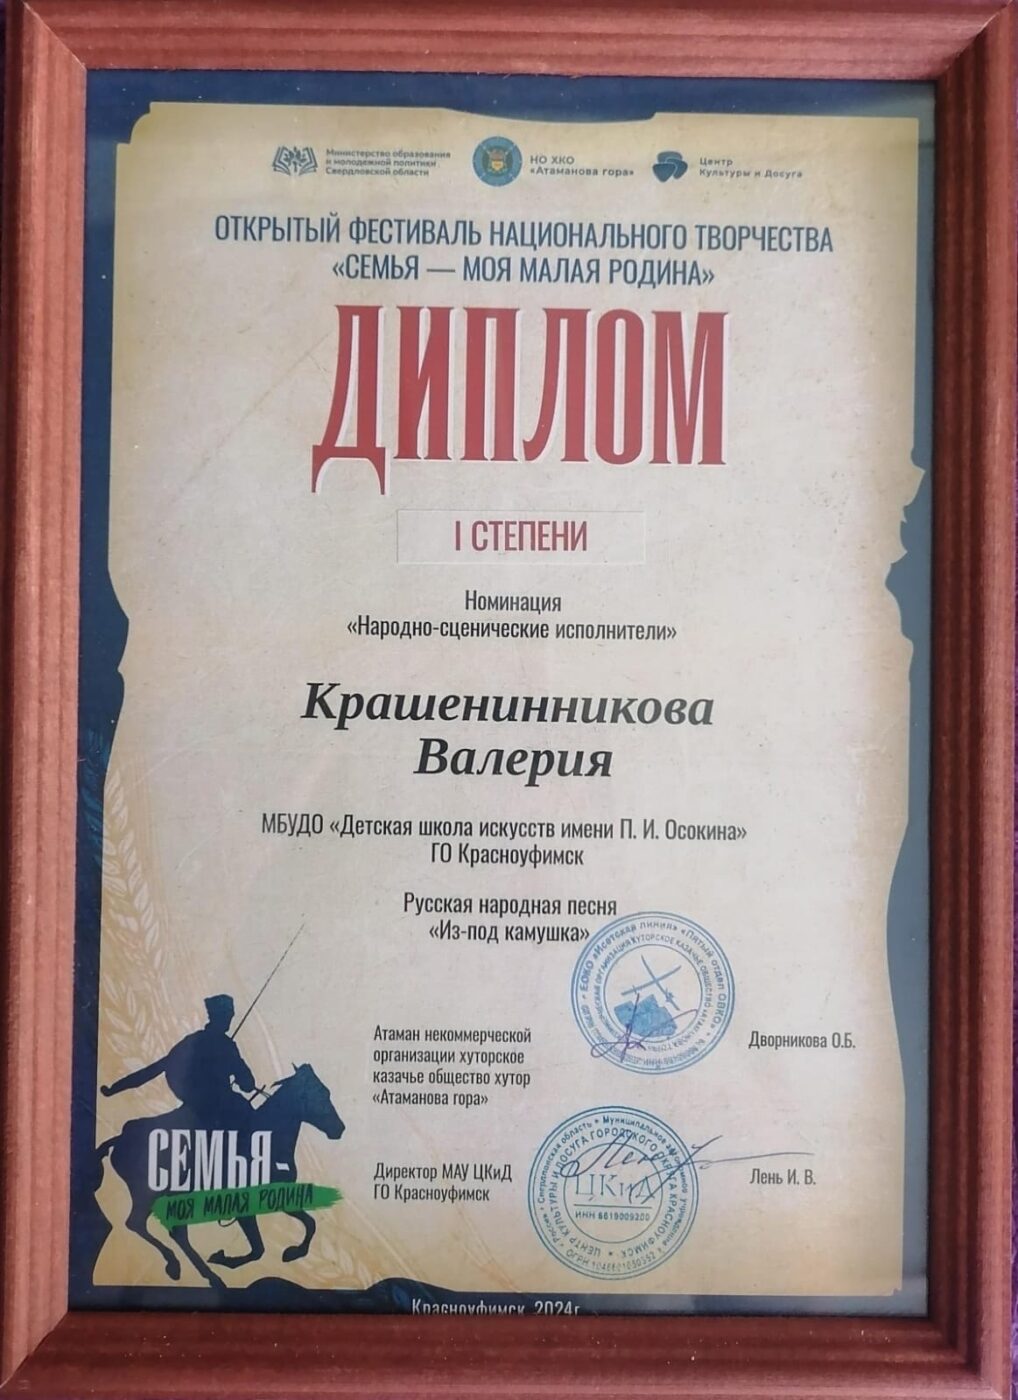 Министерство образования
и молодежной политики
Свердловской области
НО ХКО
«Атаманова гора»
Центр
Культуры и Досуга
ОТКРЫТЫЙ ФЕСТИВАЛЬ НАЦИОНАЛЬНОГО ТВОРЧЕСТВА
«СЕМЬЯ — МОЯ МАЛАЯ РОДИНА»
ДИПЛОМ
I СТЕПЕНИ
Номинация
«Народно-сценические исполнители»
Крашенинникова
Валерия
МБУДО «Детская школа искусств имени П. И. Осокина»
ГО Красноуфимск
Русская народная песня
«Из-под камушка»
Атаман некоммерческой
организации хуторское
казачье общество хутор
«Атаманова гора»
Дворникова О.Б.
Директор МАУ ЦКиД
ГО Красноуфимск
Лень И. В.
ЦКиД
ИНН 6619009200
СЕМЬЯ-
МОЯ МАЛАЯ РОДИНА
Красноуфимск 2024г